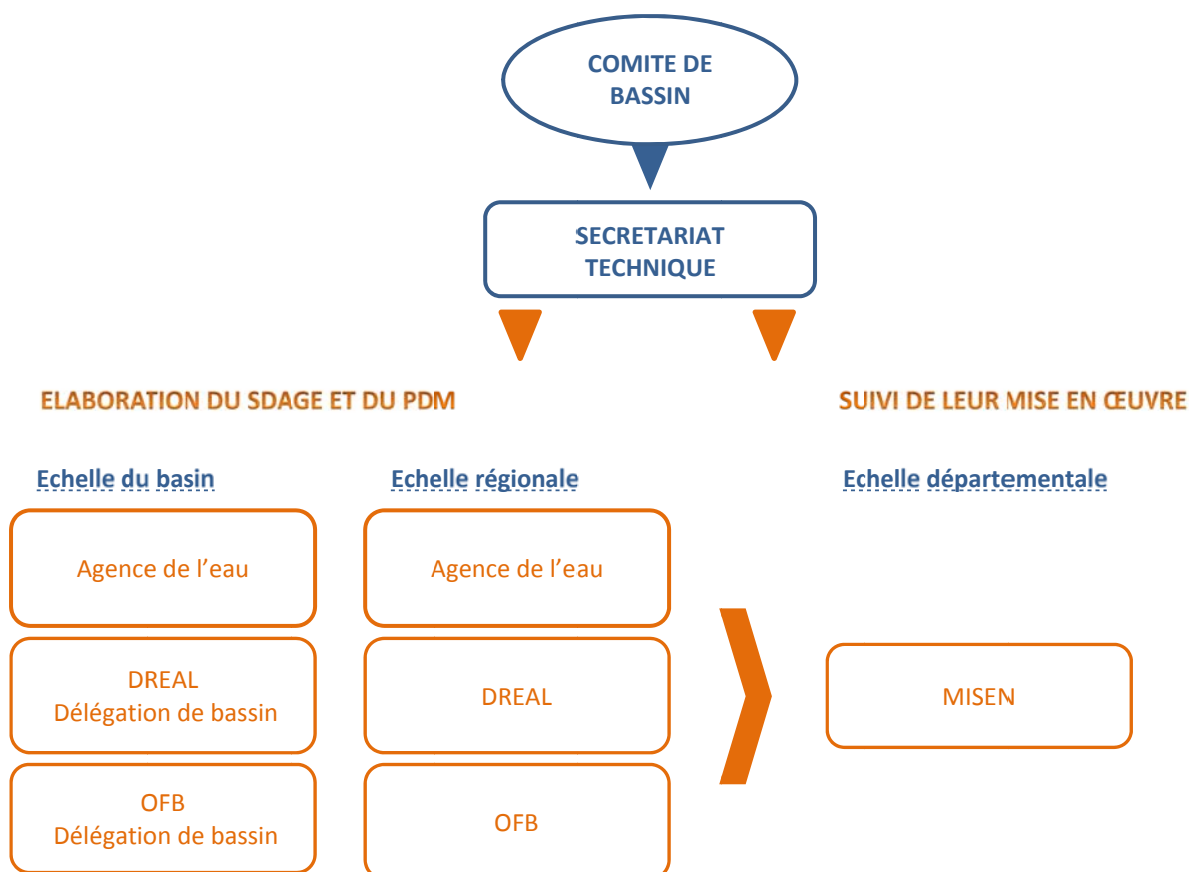 COMITE DE
BASSIN
SECRETARIAT
TECHNIQUE
ELABORATION DU SDAGE ET DU PDM
SUIVI DE LEUR MISE EN ŒUVRE
Echelle du basin
Echelle régionale
Echelle départementale
Agence de l’eau
Agence de l’eau
DREAL
Délégation de bassin
DREAL
MISEN
OFB
Délégation de bassin
OFB